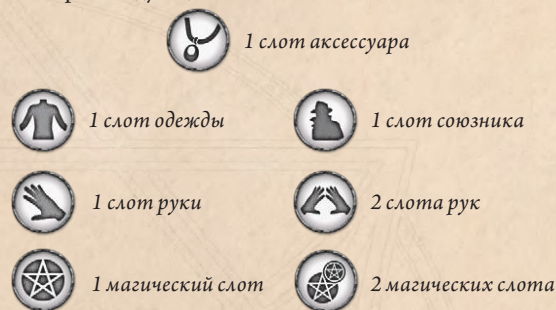 1 слот аксессуара
1 слот одежды
1 слот союзника
1 слот руки
2 слота рук
1 магический слот
2 магических слота